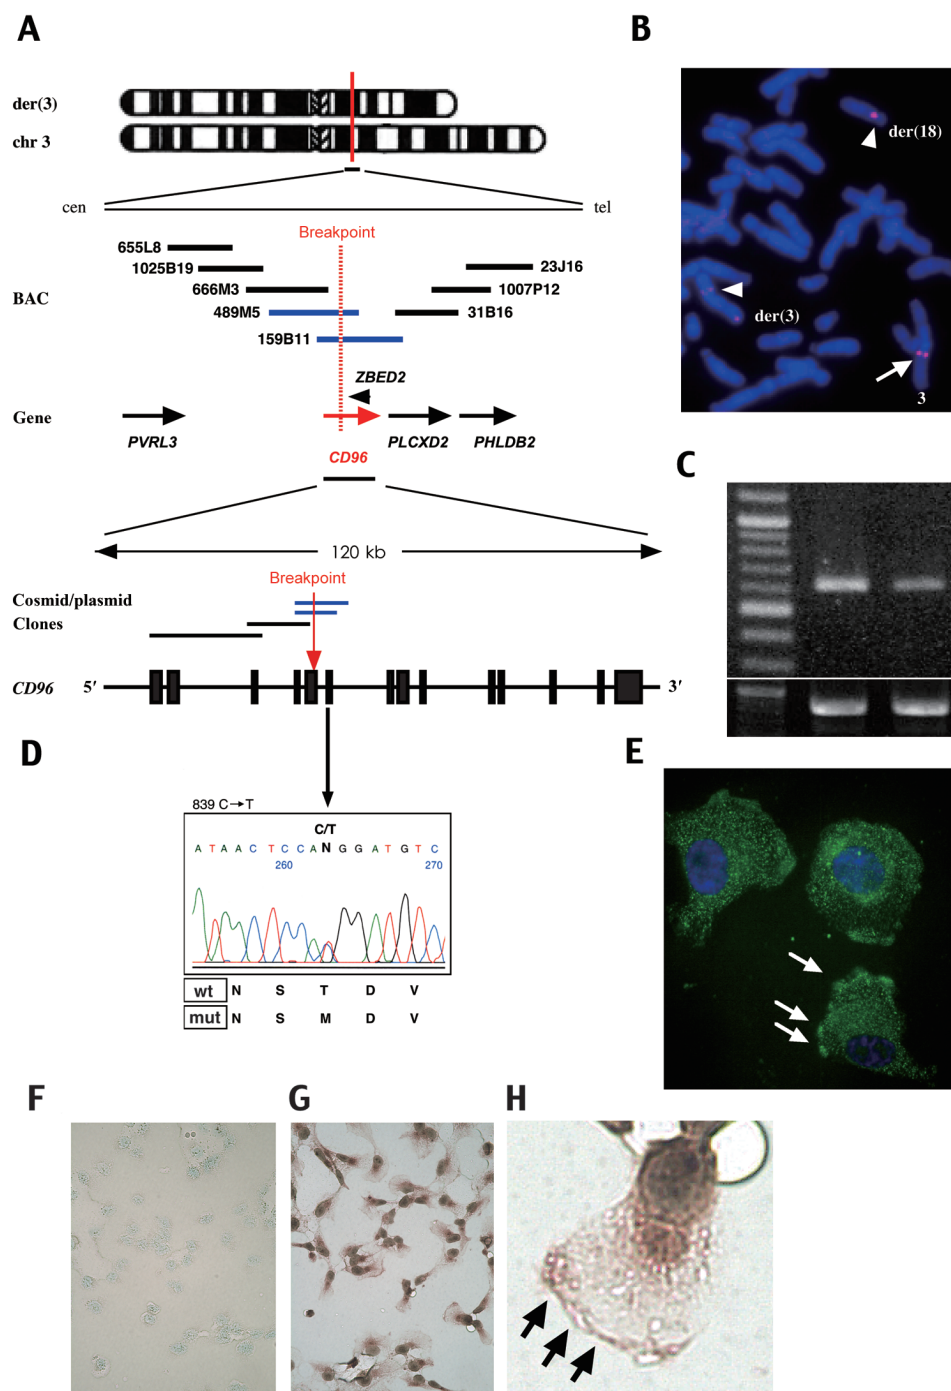 A
der(3)
chr 3
cen
tel
Breakpoint
655L8
1025B19
23J16
BAC
666M3
1007P12
489M5
31B16
159B11
ZBED2
Gene
PVRL3
PLCXD2
PHLDB2
CD96
120 kb
Breakpoint
Cosmid/plasmid
Clones
CD96
5′
3′
B
der(18)
der(3)
3
C
D
839 C→T
C/T
A T A A C T C C A N G G A T G T C
260
270
wt N S T D V
mut N S M D V
E
F
G
H